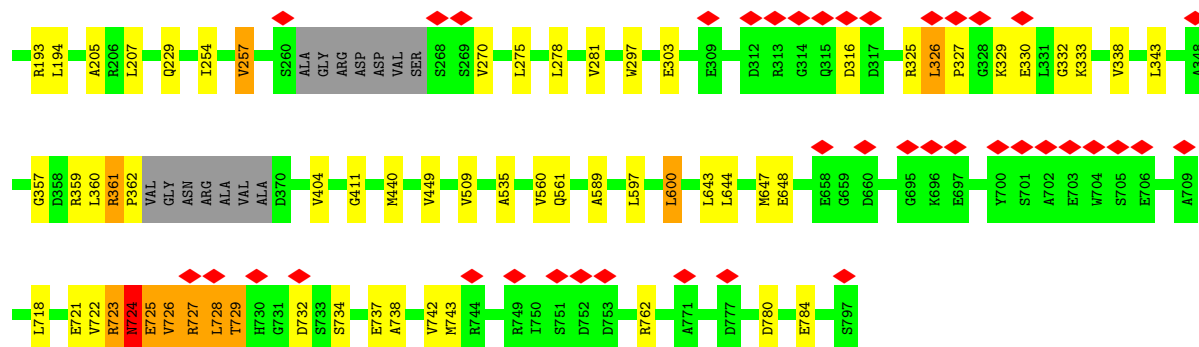 R193 L194 A205 R206 L207 Q229 I254 V257 S260 ALA GLY ARG ASP ASP VAL SER S268 S269 V270 L275 L278 V281 W297 E303 E309 D312 R313 G314 Q315 D316 D317 R325 L326 P327 G328 K329 E330 L331 G332 K333 V338 L343 A348
G357 D358 R359 L360 R361 P362 VAL GLY ASN ARG ALA VAL ALA D370 V404 G411 M440 V449 V509 A535 V560 Q561 A589 L597 L600 L643 L644 M647 E648 E658 G659 D660 G695 K696 E697 Y700 S701 A702 E703 W704 S705 E706 A709
L718 E721 V722 R723 N724 E725 V726 R727 L728 T729 H730 G731 D732 S733 S734 E737 A738 V742 M743 R744 R749 I750 S751 D752 D753 R762 A771 D777 D780 E784 S797